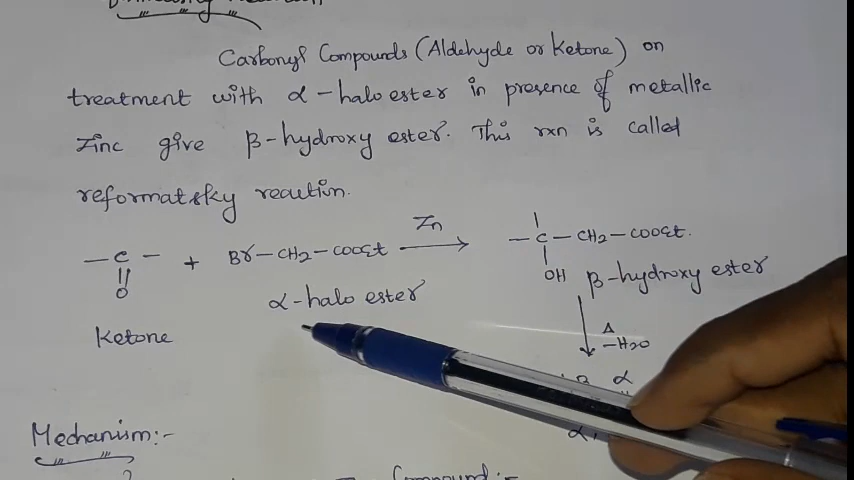 Carbonyl Compounds (Aldehyde or Ketone) on
treatment with α-halo ester in presence of metallic
Zinc give β-hydroxy ester. This rxn is called
reformatsky reaction.
-C- + Br-CH2-COOEt Zn -C-CH2-COOEt.
O OH β-hydroxy ester
α-halo ester
Ketone Δ -H2O
β α
α,
Mechanism:-
Compound:-